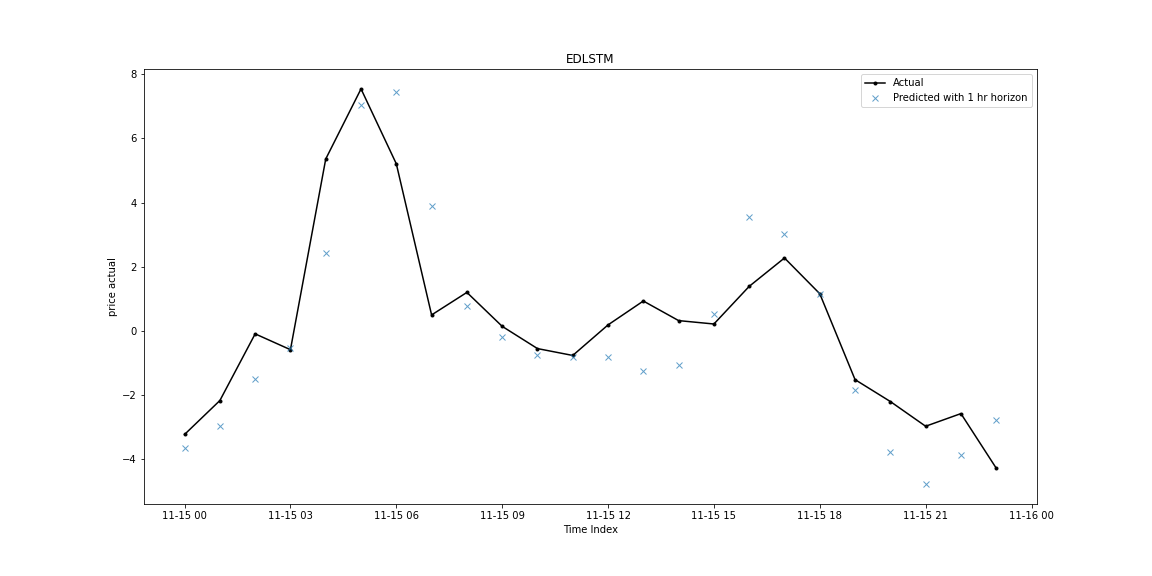 EDLSTM
Actual
Predicted with 1 hr horizon
8
6
4
2
0
−2
−4
price actual
11-15 00 11-15 03 11-15 06 11-15 09 11-15 12 11-15 15 11-15 18 11-15 21 11-16 00
Time Index